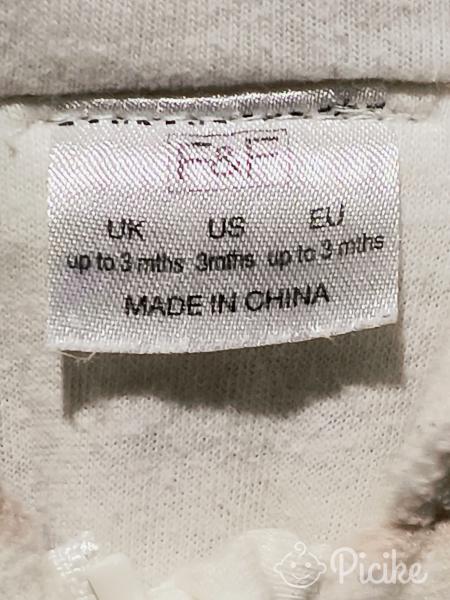 F&F
UK US EU
up to 3 mths 3mths up to 3 mths
MADE IN CHINA
Picike